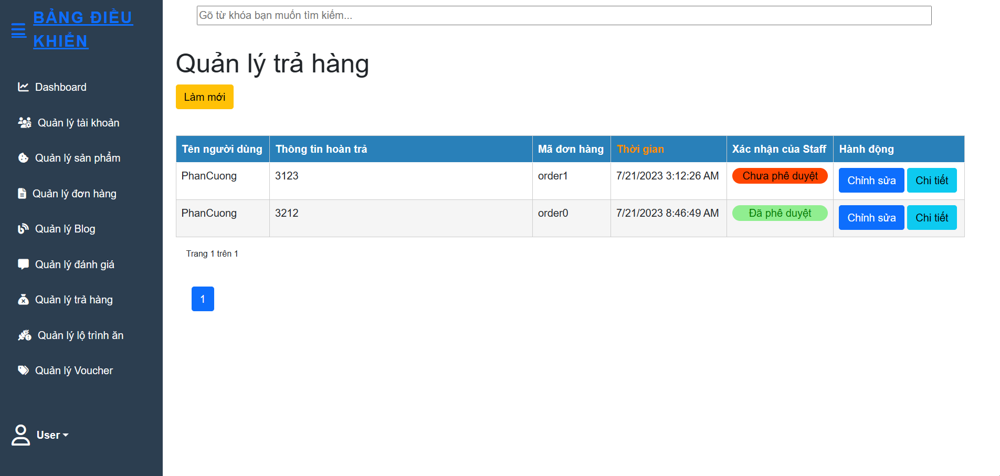 BẢNG ĐIỀU
KHIỂN
Dashboard
Quản lý tài khoản
Quản lý sản phẩm
Quản lý đơn hàng
Quản lý Blog
Quản lý đánh giá
Quản lý trả hàng
Quản lý lộ trình ăn
Quản lý Voucher
User
Gõ từ khóa bạn muốn tìm kiếm...
Quản lý trả hàng
Làm mới
Tên người dùng Thông tin hoàn trả Mã đơn hàng Thời gian Xác nhận của Staff Hành động
PhanCuong 3123 order1 7/21/2023 3:12:26 AM Chưa phê duyệt Chỉnh sửa Chi tiết
PhanCuong 3212 order0 7/21/2023 8:46:49 AM Đã phê duyệt Chỉnh sửa Chi tiết
Trang 1 trên 1
1